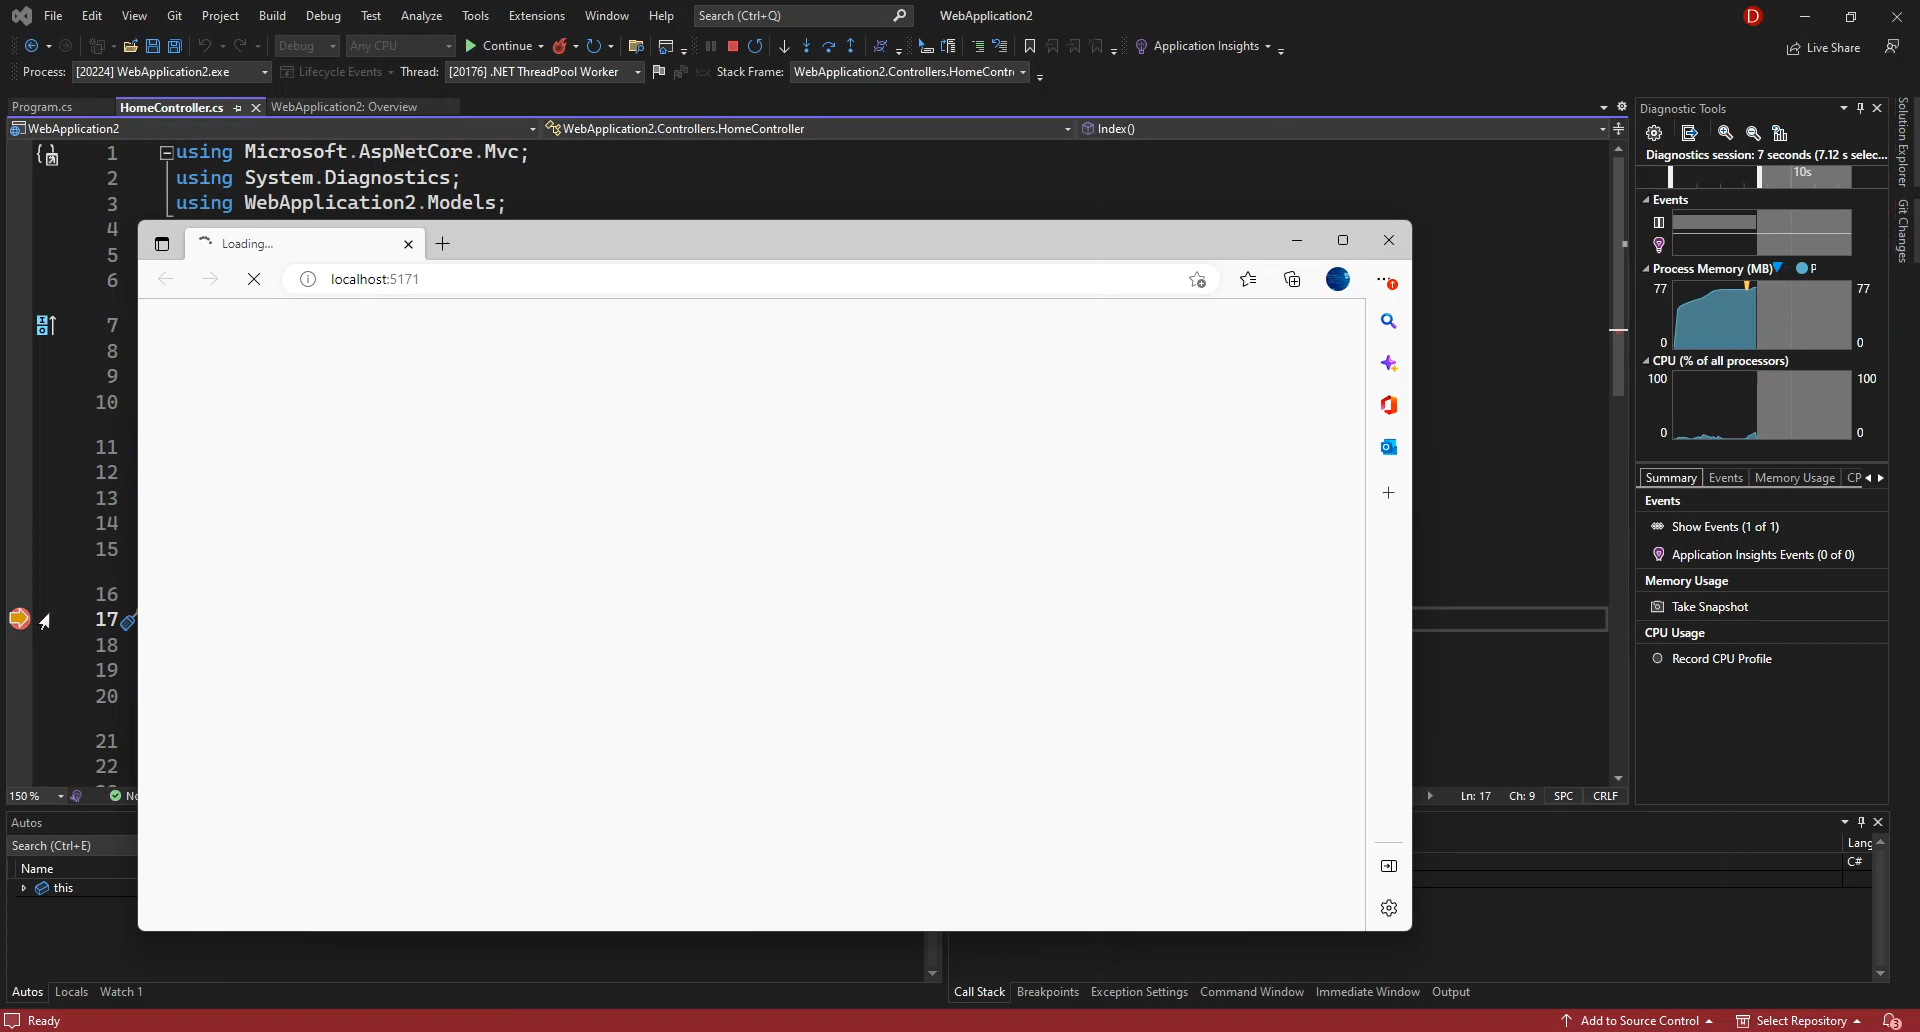 File Edit View Git Project Build Debug Test Analyze Tools Extensions Window Help Search (Ctrl+Q) WebApplication2 D
Debug Any CPU Continue Application Insights Live Share
Process: [20224] WebApplication2.exe Lifecycle Events Thread: [20176] .NET ThreadPool Worker Stack Frame: WebApplication2.Controllers.HomeContr
Program.cs HomeController.cs WebApplication2: Overview
WebApplication2 WebApplication2.Controllers.HomeController Index()
1 using Microsoft.AspNetCore.Mvc;
2 using System.Diagnostics;
3 using WebApplication2.Models;
4
5
6
7
8
9
10
11
12
13
14
15
16
17
18
19
20
21
22
Loading...
localhost:5171
150 % No
Ln: 17 Ch: 9 SPC CRLF
Diagnostic Tools
Diagnostics session: 7 seconds (7.12 s selec...
10s
Events
Process Memory (MB) P
77 77
0 0
CPU (% of all processors)
100 100
0 0
Summary Events Memory Usage CP
Events
Show Events (1 of 1)
Application Insights Events (0 of 0)
Memory Usage
Take Snapshot
CPU Usage
Record CPU Profile
Solution Explorer
Git Changes
Autos
Search (Ctrl+E)
Name
this
Lang
C#
Autos Locals Watch 1
Call Stack Breakpoints Exception Settings Command Window Immediate Window Output
Ready Add to Source Control Select Repository 3